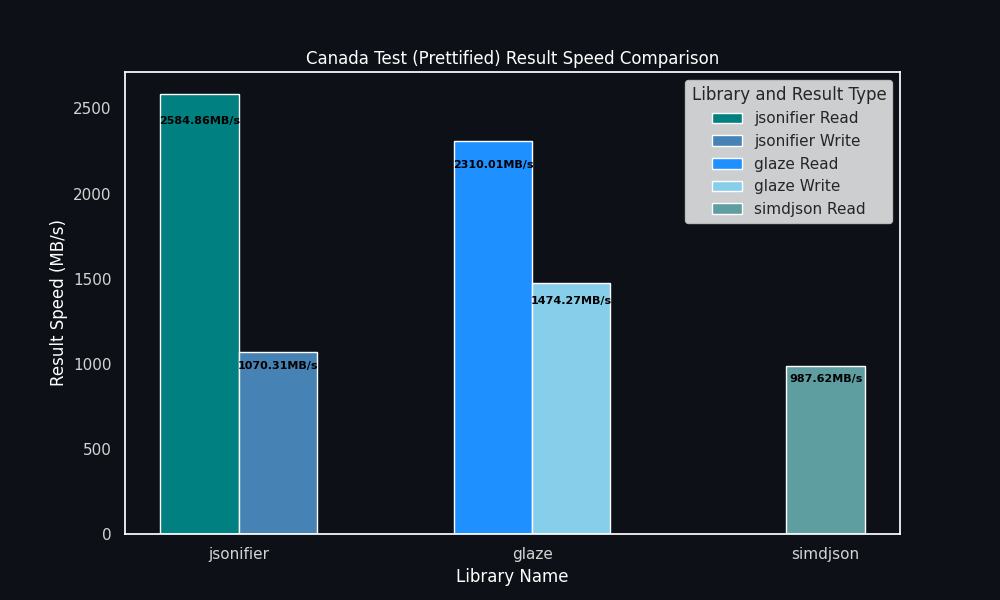 Canada Test (Prettified) Result Speed Comparison
Library and Result Type
jsonifier Read
jsonifier Write
glaze Read
glaze Write
simdjson Read
Result Speed (MB/s)
2500
2000
1500
1000
500
0
2584.86MB/s
1070.31MB/s
2310.01MB/s
1474.27MB/s
987.62MB/s
jsonifier
glaze
simdjson
Library Name